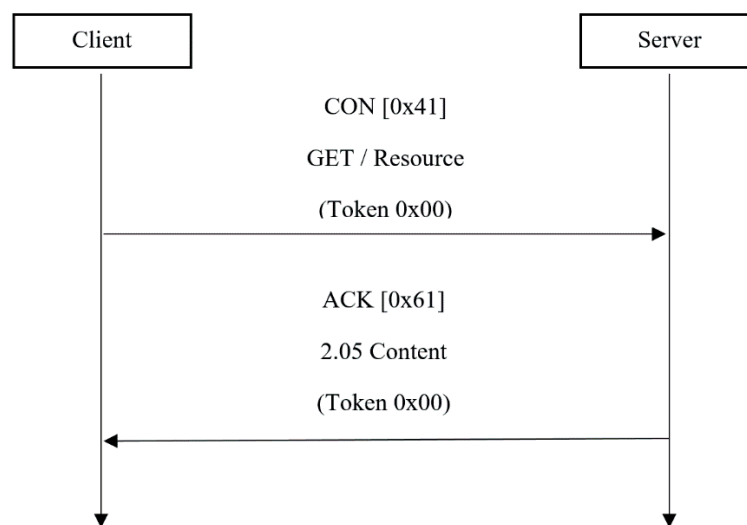 Client
Server
CON [0x41]
GET / Resource
(Token 0x00)
ACK [0x61]
2.05 Content
(Token 0x00)